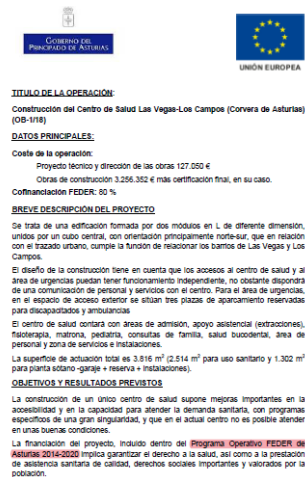 GOBIERNO DEL
PRINCIPADO DE ASTURIAS
UNIÓN EUROPEA
TITULO DE LA OPERACIÓN:
Construcción del Centro de Salud Las Vegas-Los Campos (Corvera de Asturias)
(OB-1/18)
DATOS PRINCIPALES:
Coste de la operación:
Proyecto técnico y dirección de las obras 127.050 €
Obras de construcción 3.256.352 € más certificación final, en su caso.
Cofinanciación FEDER: 80 %
BREVE DESCRIPCIÓN DEL PROYECTO
Se trata de una edificación formada por dos módulos en L de diferente dimensión,
unidos por un cubo central, con orientación principalmente norte-sur, que en relación
con el trazado urbano, cumple la función de relacionar los barrios de Las Vegas y Los
Campos.
El diseño de la construcción tiene en cuenta que los accesos al centro de salud y al
área de urgencias puedan tener funcionamiento independiente, no obstante dispondrá
de una comunicación de personal y servicios con el centro. Para el área de urgencias,
en el espacio de acceso exterior se sitúan tres plazas de aparcamiento reservadas
para discapacitados y ambulancias
El centro de salud contará con áreas de admisión, apoyo asistencial (extracciones),
fisioterapia, matrona, pediatría, consultas de familia, salud bucodental, área de
personal y zona de servicios e instalaciones.
La superficie de actuación total es 3.816 m² (2.514 m² para uso sanitario y 1.302 m²
para planta sótano -garaje + reserva + instalaciones).
OBJETIVOS Y RESULTADOS PREVISTOS
La construcción de un único centro de salud supone mejoras importantes en la
accesibilidad y en la capacidad para atender la demanda sanitaria, con programas
específicos de una gran singularidad, y que en el actual centro no es posible atender
en unas buenas condiciones.
La financiación del proyecto, incluido dentro del Programa Operativo FEDER de
Asturias 2014-2020 implica garantizar el derecho a la salud, así como a la prestación
de asistencia sanitaria de calidad, derechos sociales importantes y valorados por la
población.